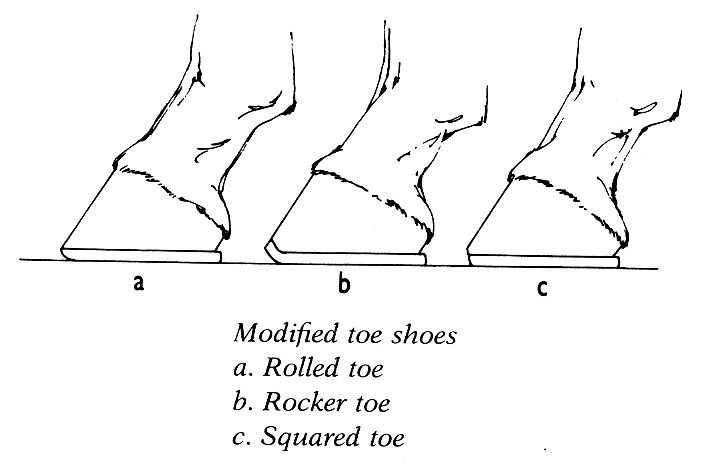 a b c
Modified toe shoes
a. Rolled toe
b. Rocker toe
c. Squared toe